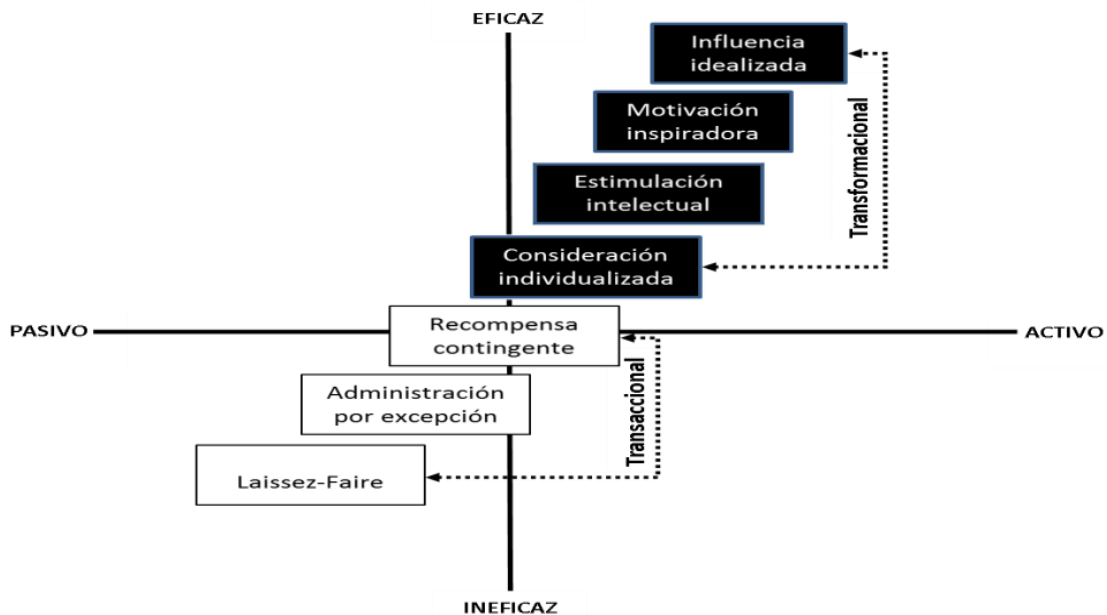 EFICAZ
Influencia
idealizada
Motivación
inspiradora
Estimulación
intelectual
Consideración
individualizada
Transformacional
PASIVO
Recompensa
contingente
ACTIVO
Administración
por excepción
Transaccional
Laissez-Faire
INEFICAZ